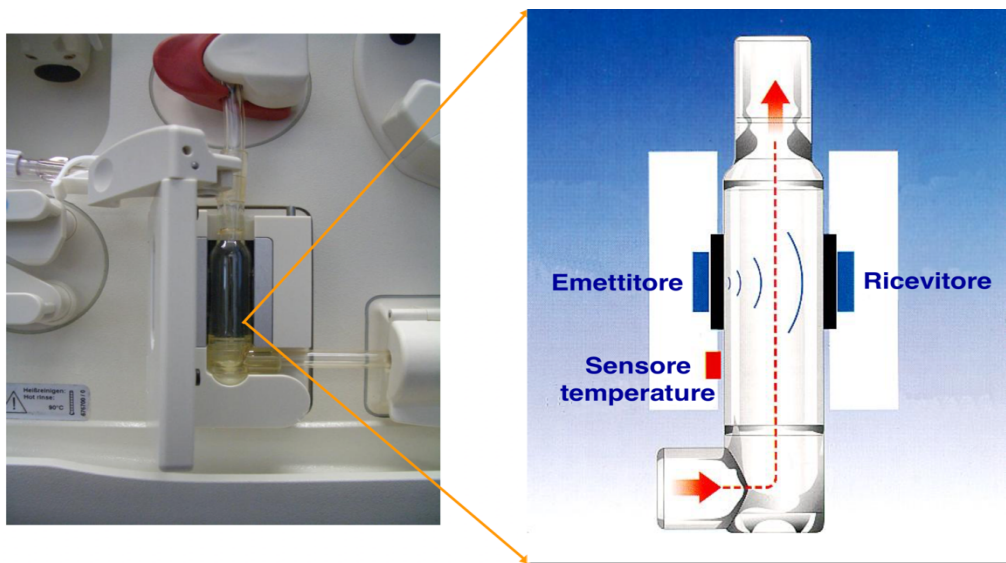 Heißreinigen:
Hot rinse:
90°C
Emettitore
Ricevitore
Sensore
temperature